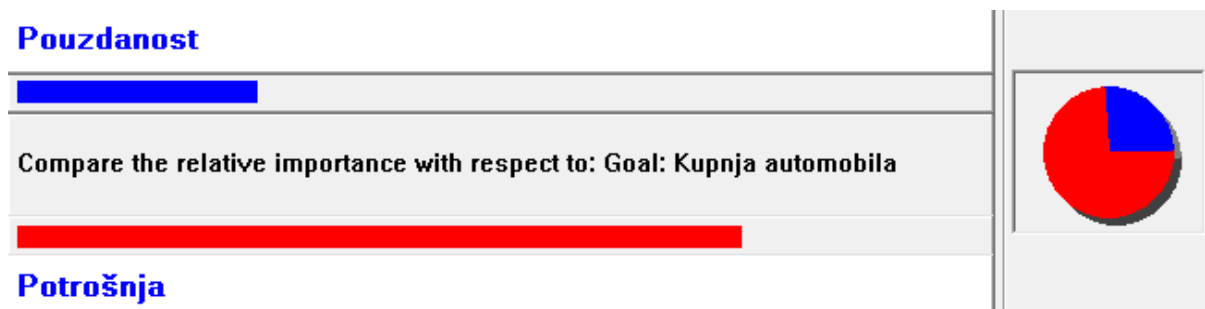 Pouzdanost
Compare the relative importance with respect to: Goal: Kupnja automobila
Potrošnja